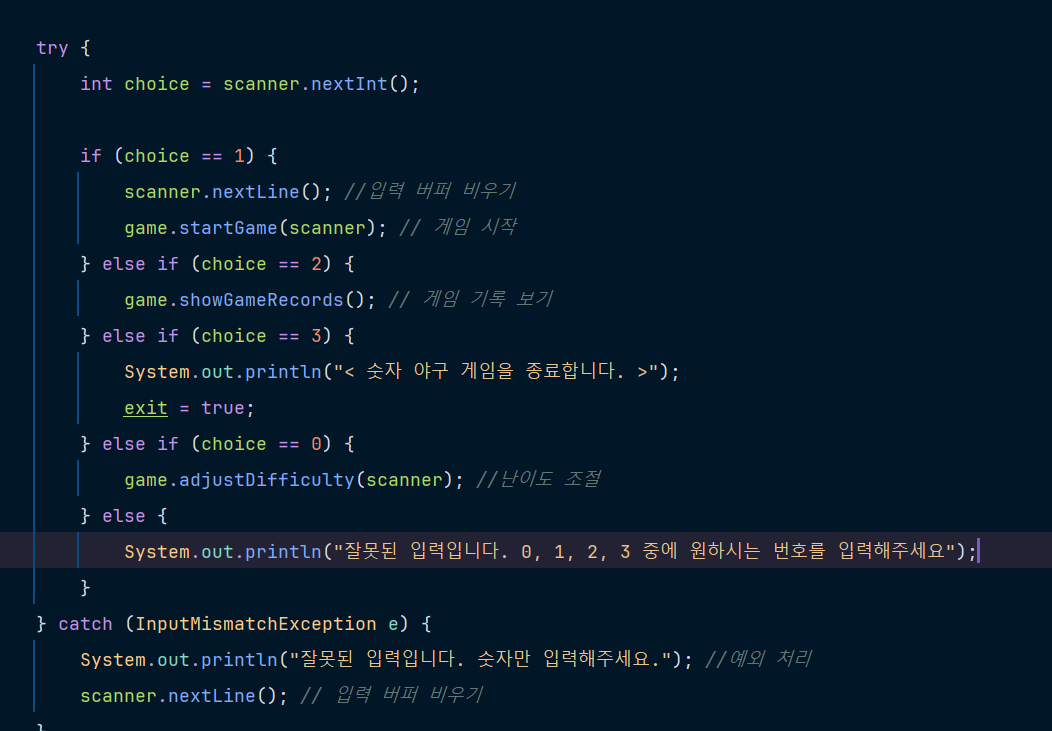 try {
    int choice = scanner.nextInt();

    if (choice == 1) {
        scanner.nextLine(); //입력 버퍼 비우기
        game.startGame(scanner); // 게임 시작
    } else if (choice == 2) {
        game.showGameRecords(); // 게임 기록 보기
    } else if (choice == 3) {
        System.out.println("< 숫자 야구 게임을 종료합니다. >");
        exit = true;
    } else if (choice == 0) {
        game.adjustDifficulty(scanner); //난이도 조절
    } else {
        System.out.println("잘못된 입력입니다. 0, 1, 2, 3 중에 원하시는 번호를 입력해주세요");
    }
} catch (InputMismatchException e) {
    System.out.println("잘못된 입력입니다. 숫자만 입력해주세요."); //예외 처리
    scanner.nextLine(); // 입력 버퍼 비우기
}